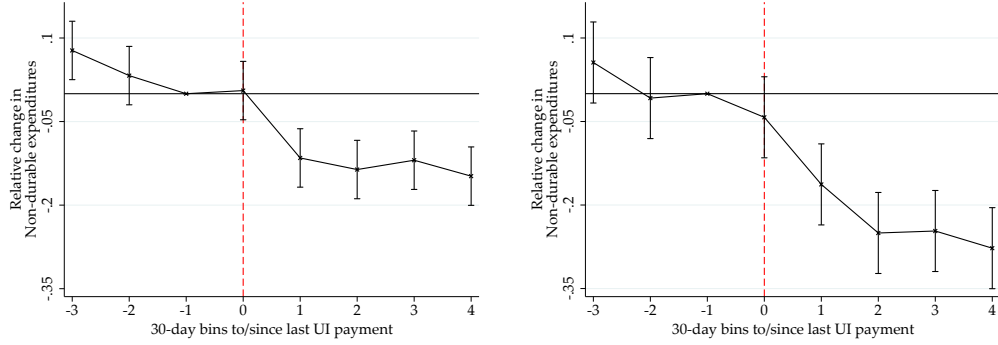 Relative change in
Non-durable expenditures
.1
-.05
-.2
-.35
-3 -2 -1 0 1 2 3 4
30-day bins to/since last UI payment
Relative change in
Non-durable expenditures
.1
-.05
-.2
-.35
-3 -2 -1 0 1 2 3 4
30-day bins to/since last UI payment